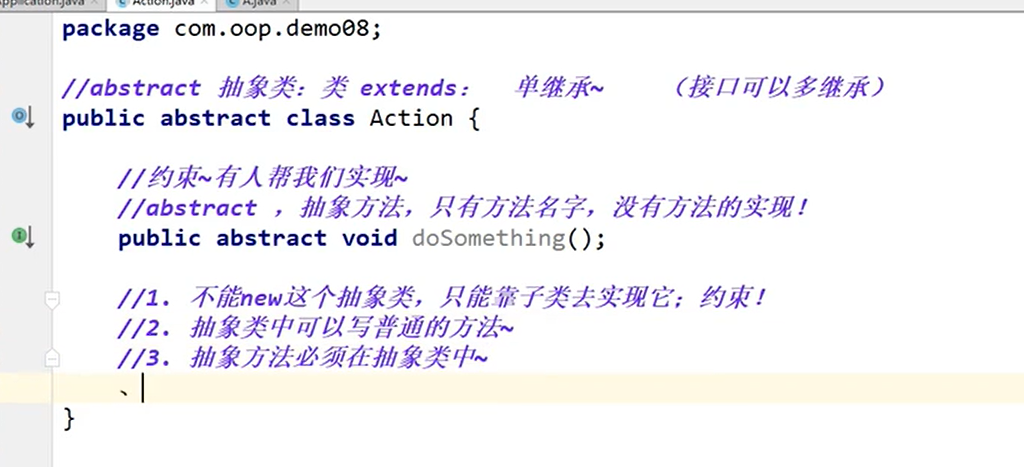 Application.java Action.java A.java
package com.oop.demo08;
//abstract 抽象类：类 extends： 单继承~ （接口可以多继承）
public abstract class Action {
//约束~有人帮我们实现~
//abstract ，抽象方法，只有方法名字，没有方法的实现！
public abstract void doSomething();
//1. 不能new这个抽象类，只能靠子类去实现它；约束！
//2. 抽象类中可以写普通的方法~
//3. 抽象方法必须在抽象类中~
、
}